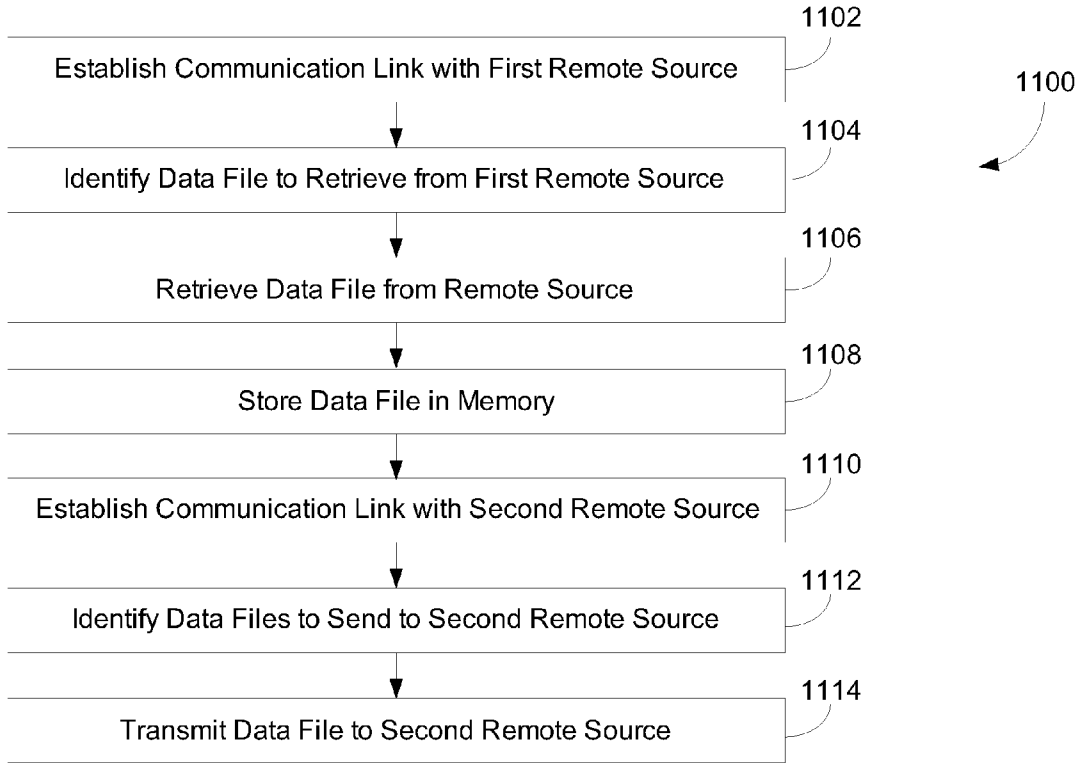 1102
Establish Communication Link with First Remote Source
1100
1104
Identify Data File to Retrieve from First Remote Source
1106
Retrieve Data File from Remote Source
1108
Store Data File in Memory
1110
Establish Communication Link with Second Remote Source
1112
Identify Data Files to Send to Second Remote Source
1114
Transmit Data File to Second Remote Source